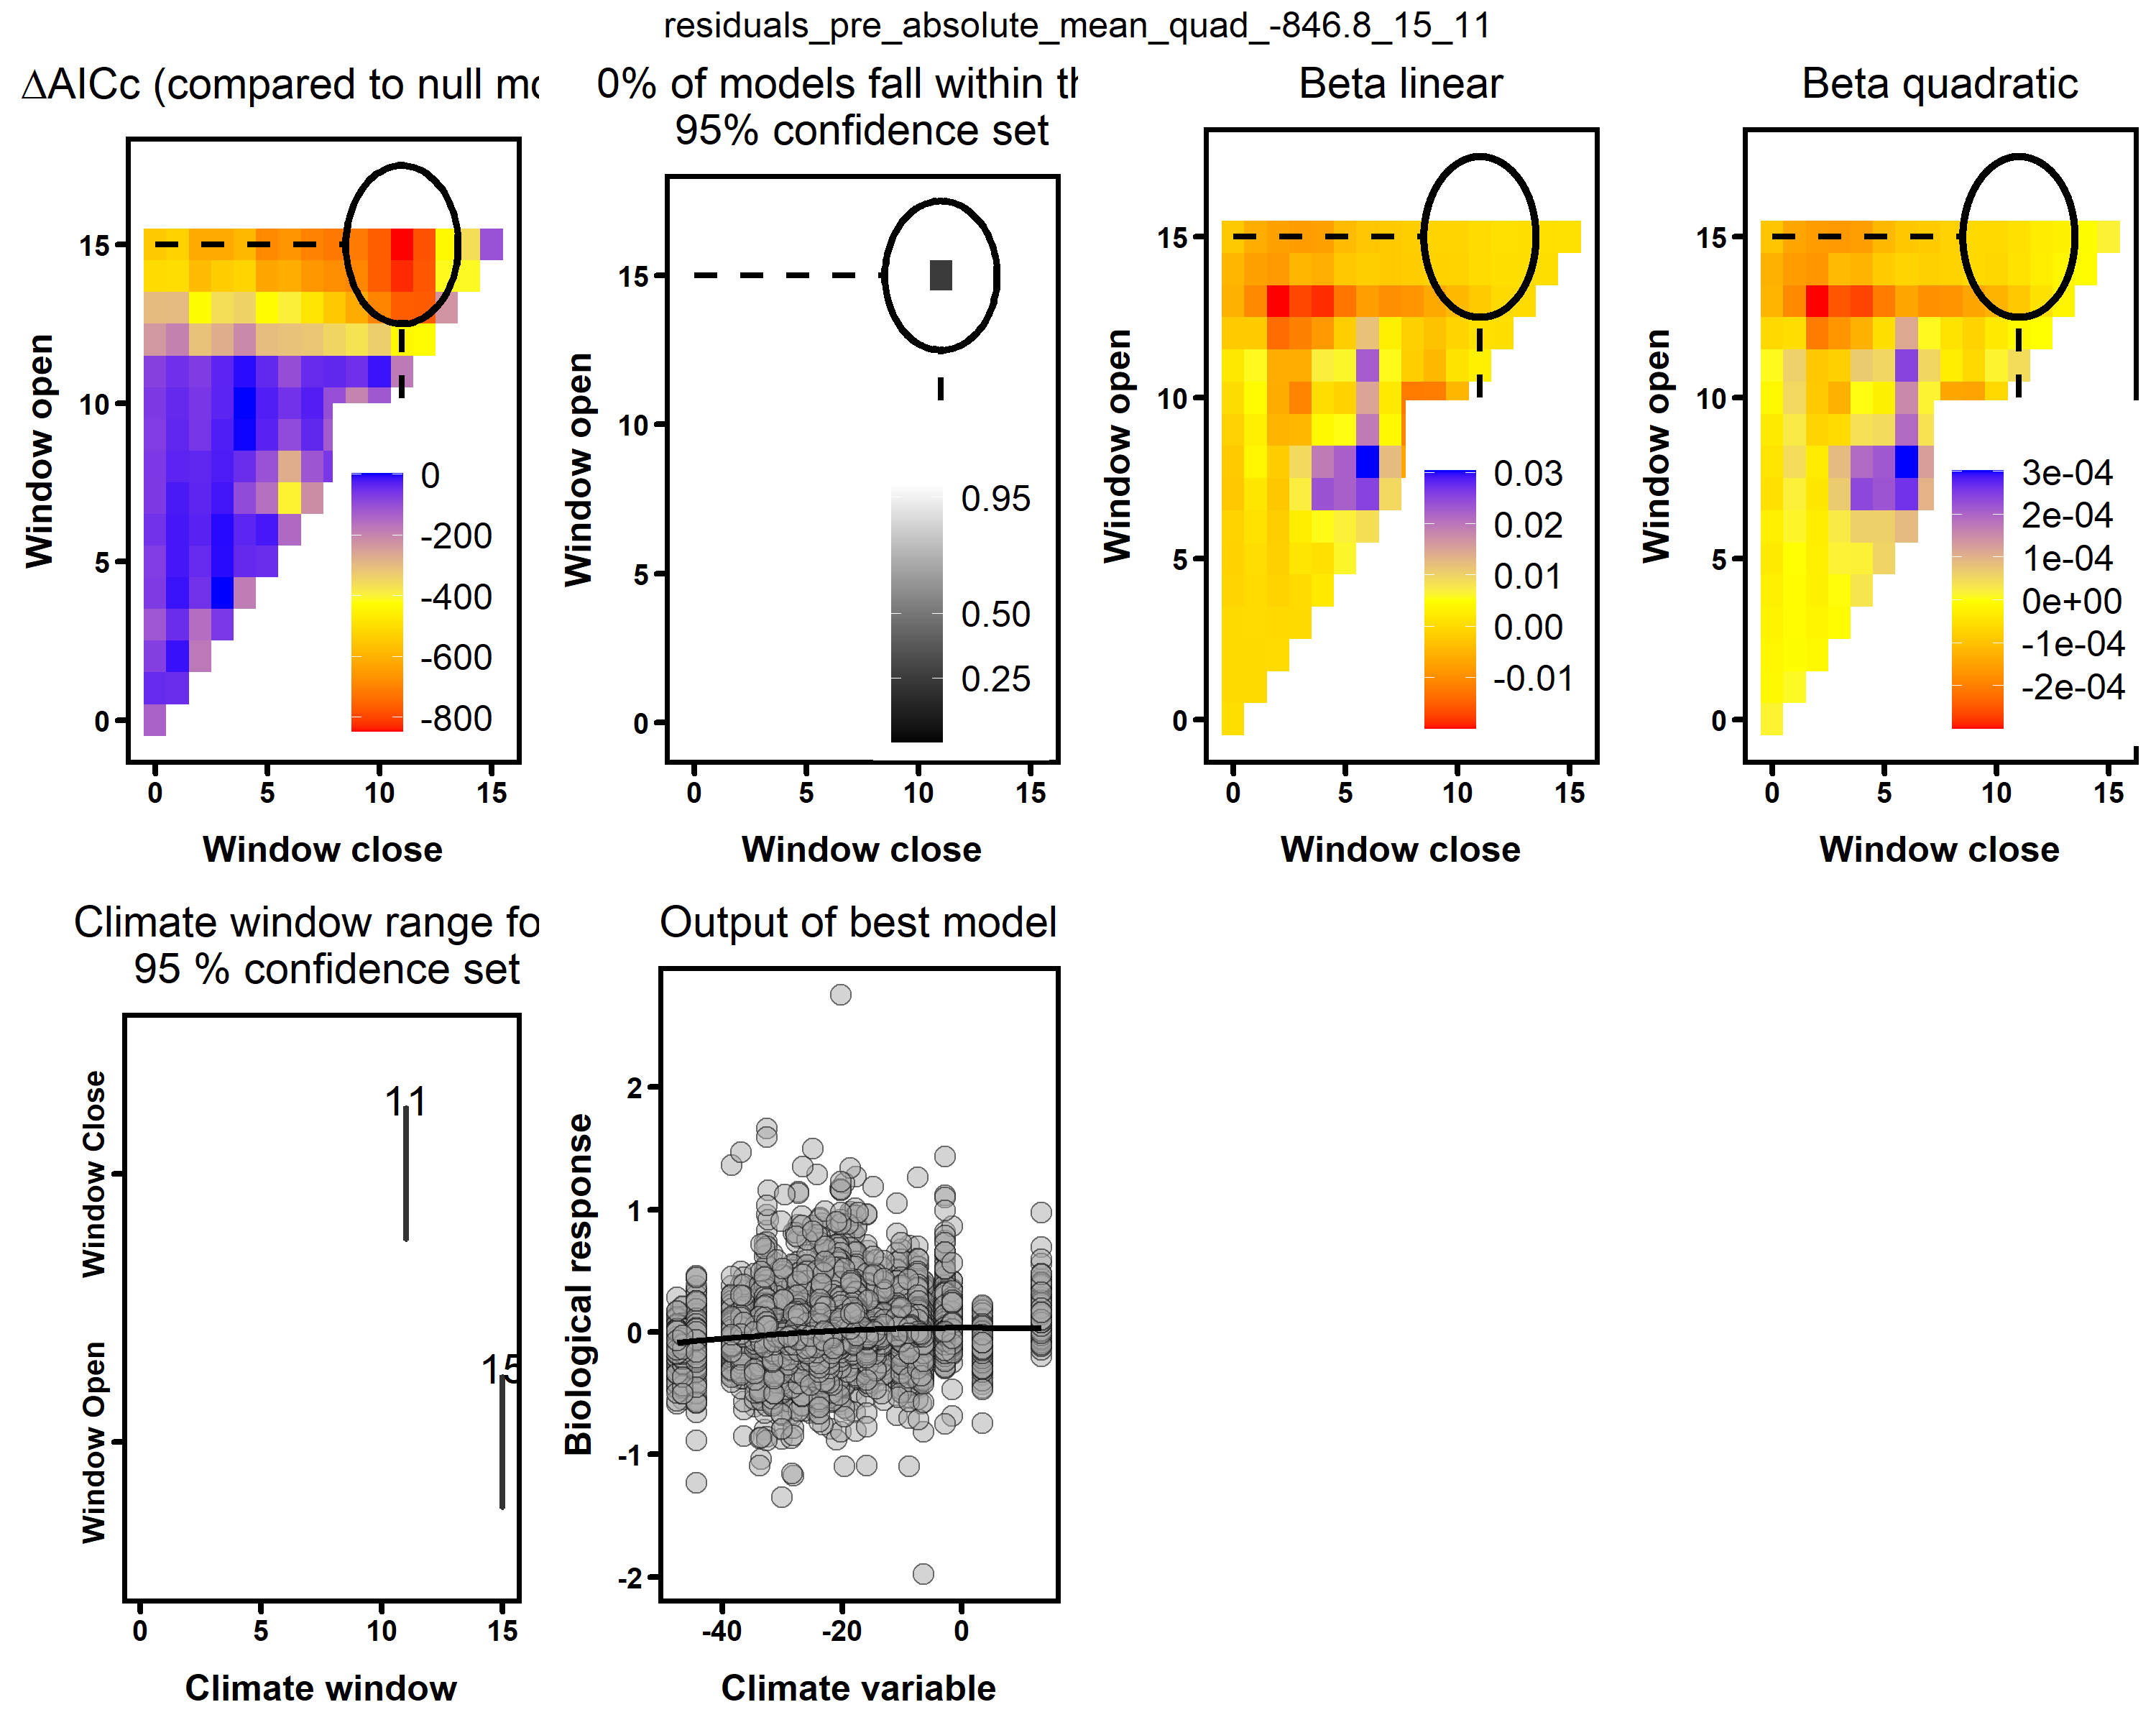 residuals_pre_absolute_mean_quad_-846.8_15_11
ΔAICc (compared to null mo
15
10
5
0
0
-200
-400
-600
-800
0 5 10 15
Window open
Window close
0% of models fall within th
95% confidence set
15
10
5
0
0.95
0.50
0.25
0 5 10 15
Window open
Window close
Beta linear
15
10
5
0
0.03
0.02
0.01
0.00
-0.01
0 5 10 15
Window open
Window close
Beta quadratic
15
10
5
0
3e-04
2e-04
1e-04
0e+00
-1e-04
-2e-04
0 5 10 15
Window open
Window close
Climate window range fo
95 % confidence set
11
15
Window Close
Window Open
0 5 10 15
Climate window
Output of best model
2
1
0
-1
-2
-40 -20 0
Biological response
Climate variable